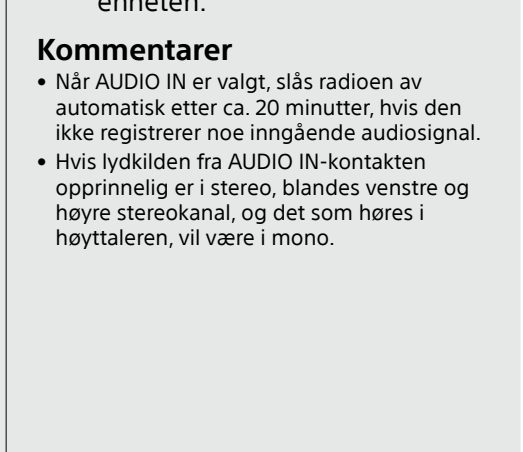 enheten.
Kommentarer
• Når AUDIO IN er valgt, slås radioen av
automatisk etter ca. 20 minutter, hvis den
ikke registrerer noe inngående audiosignal.
• Hvis lydkilden fra AUDIO IN-kontakten
opprinnelig er i stereo, blandes venstre og
høyre stereokanal, og det som høres i
høyttaleren, vil være i mono.